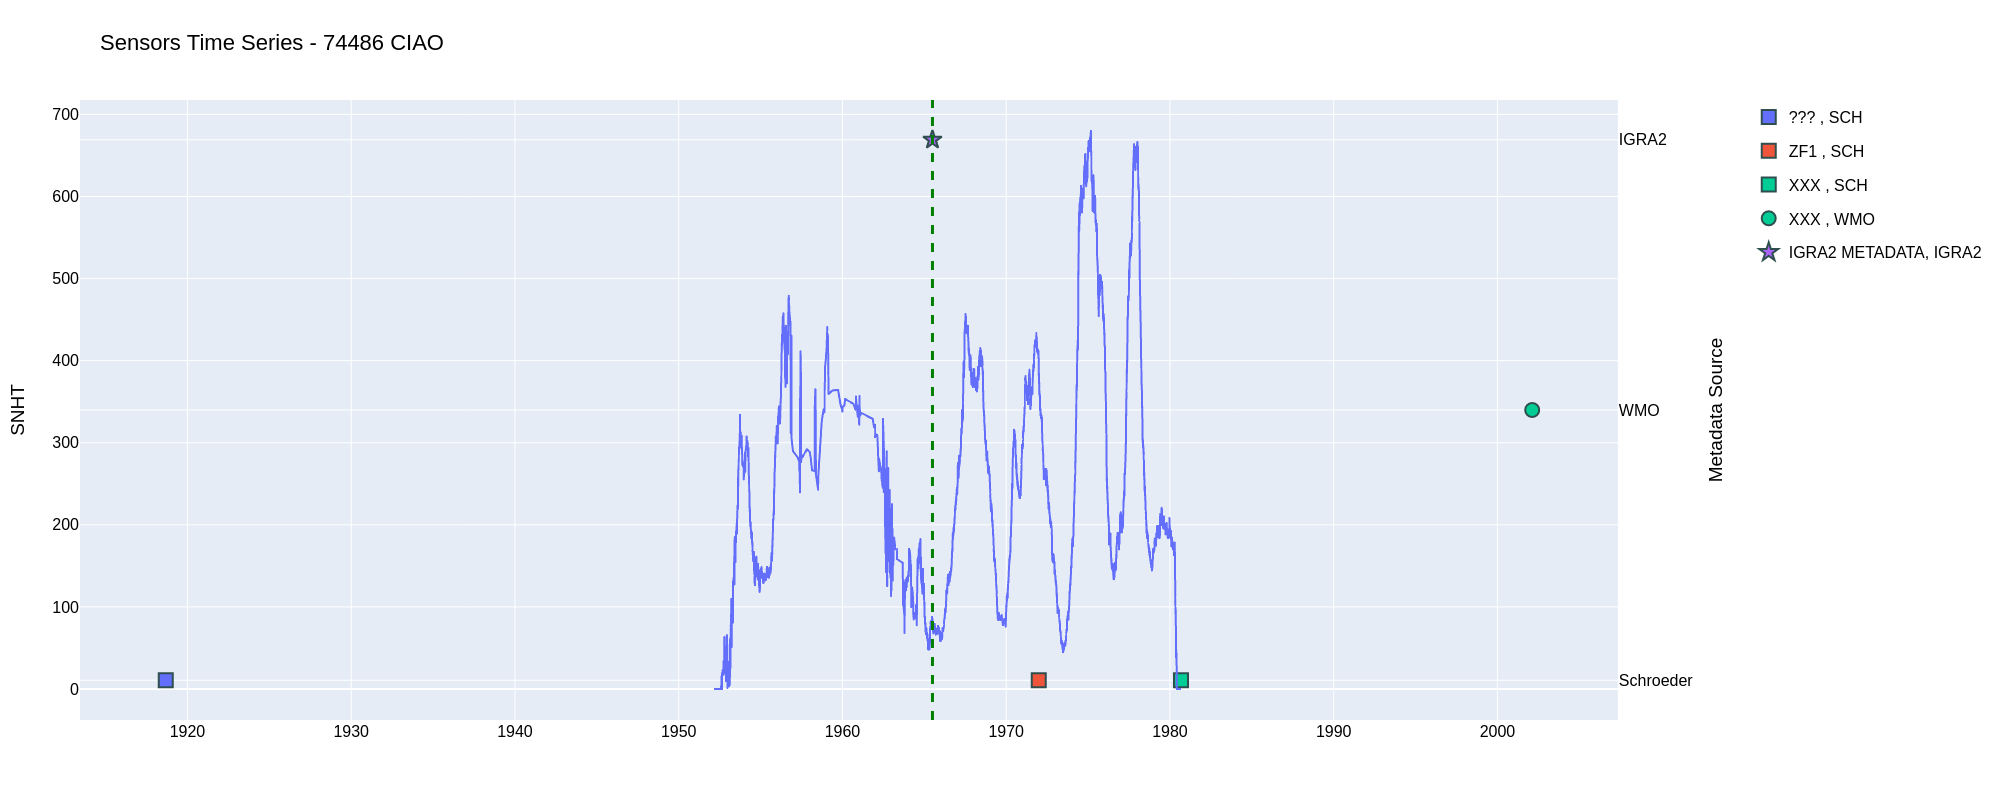 Sensors Time Series - 74486 CIAO
SNHT
700
600
500
400
300
200
100
0
1920
1930
1940
1950
1960
1970
1980
1990
2000
IGRA2
WMO
Schroeder
Metadata Source
??? , SCH
ZF1 , SCH
XXX , SCH
XXX , WMO
IGRA2 METADATA, IGRA2